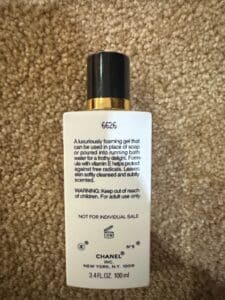 6626
A luxuriously foaming gel that
can be used in place of soap
or poured into running bath
water for a frothy delight. Form-
ula with vitamin E helps protect
against free radicals. Leaves
skin softly cleansed and subtly
scented.
WARNING: Keep out of reach
of children. For adult use only.
NOT FOR INDIVIDUAL SALE
N°5
CHANEL
INC.
NEW YORK, N.Y. 10019
3.4 FL. OZ. 100 ml